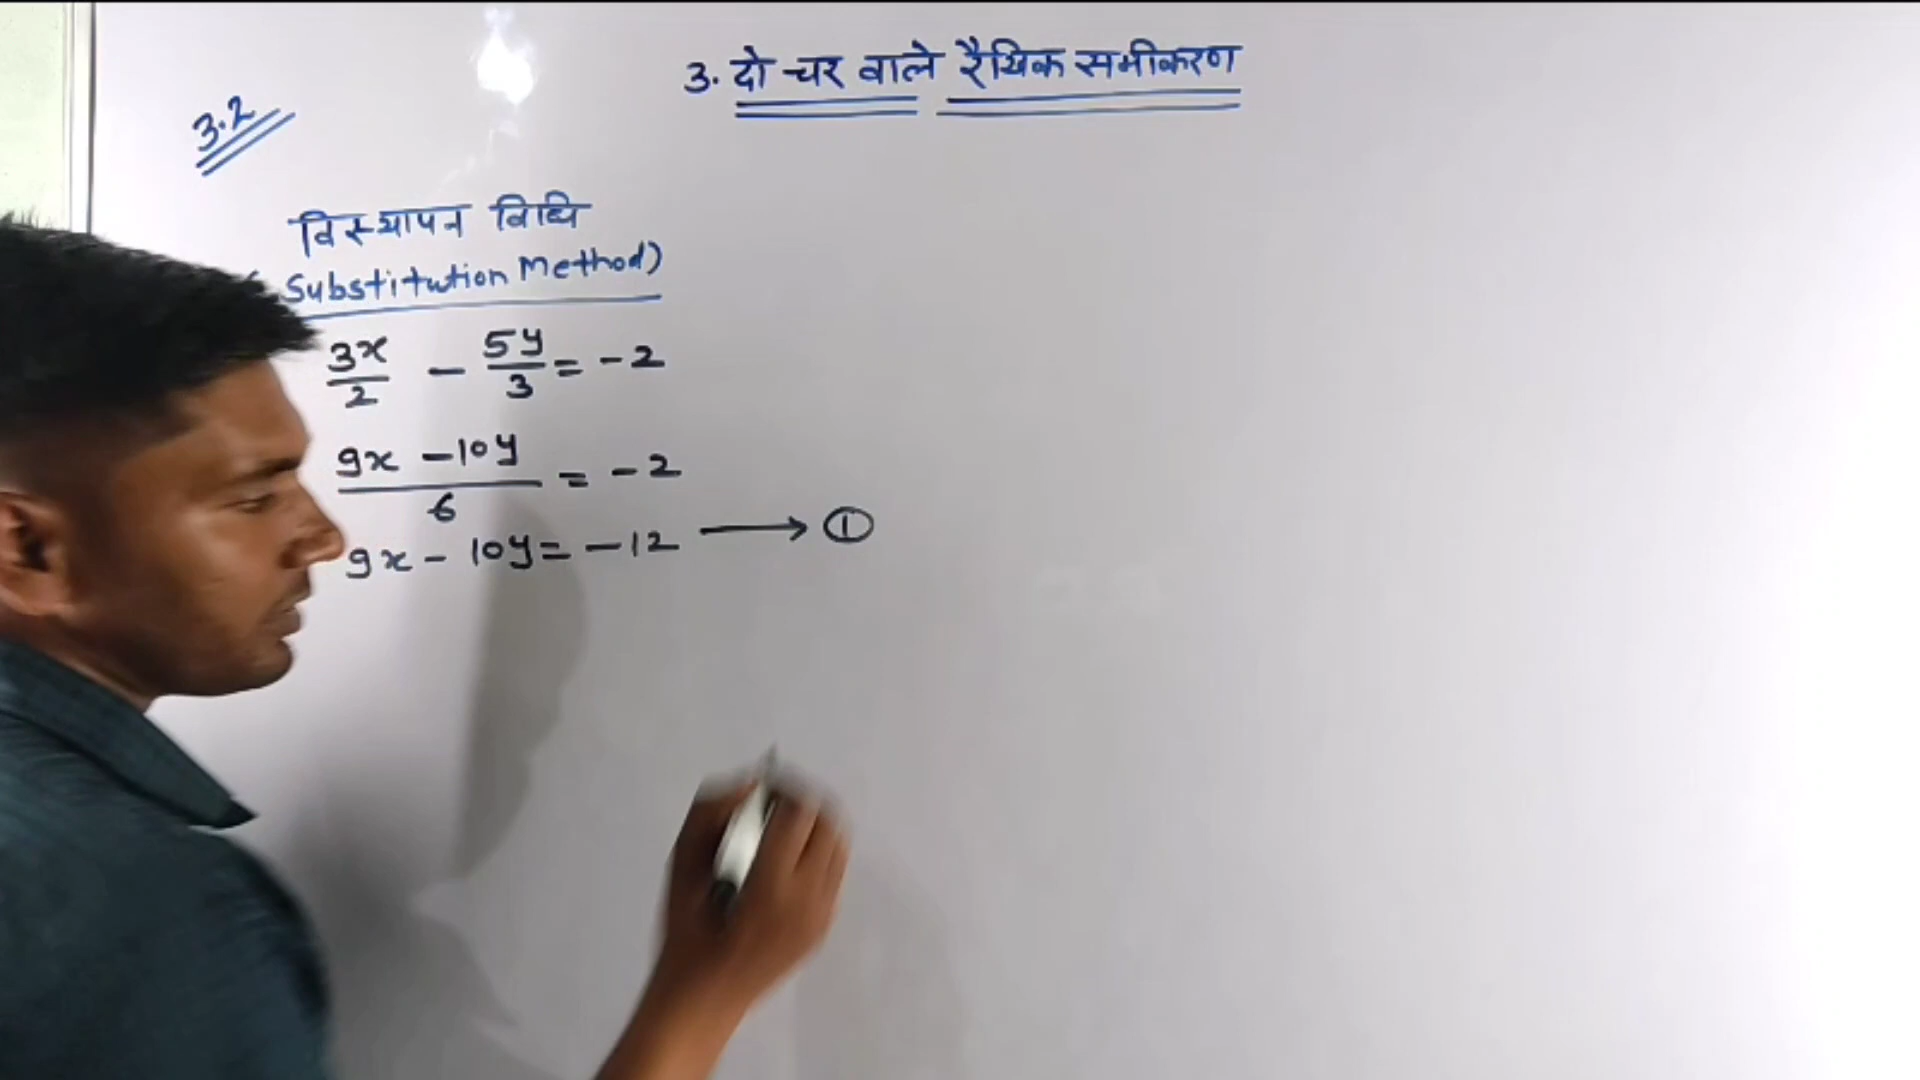 3. दो चर वाले रैखिक समीकरण
3.2
विस्थापन विधि
(Substitution Method)
3x/2 - 5y/3 = -2
9x - 10y/6 = -2
9x - 10y = -12 → ①